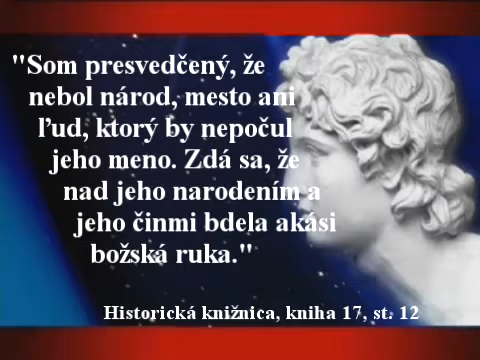 "Som presvedčený, že
nebol národ, mesto ani
ľud, ktorý by nepočul
jeho meno. Zdá sa, že
nad jeho narodením a
jeho činmi bdela akási
božská ruka."
Historická knižnica, kniha 17, st. 12